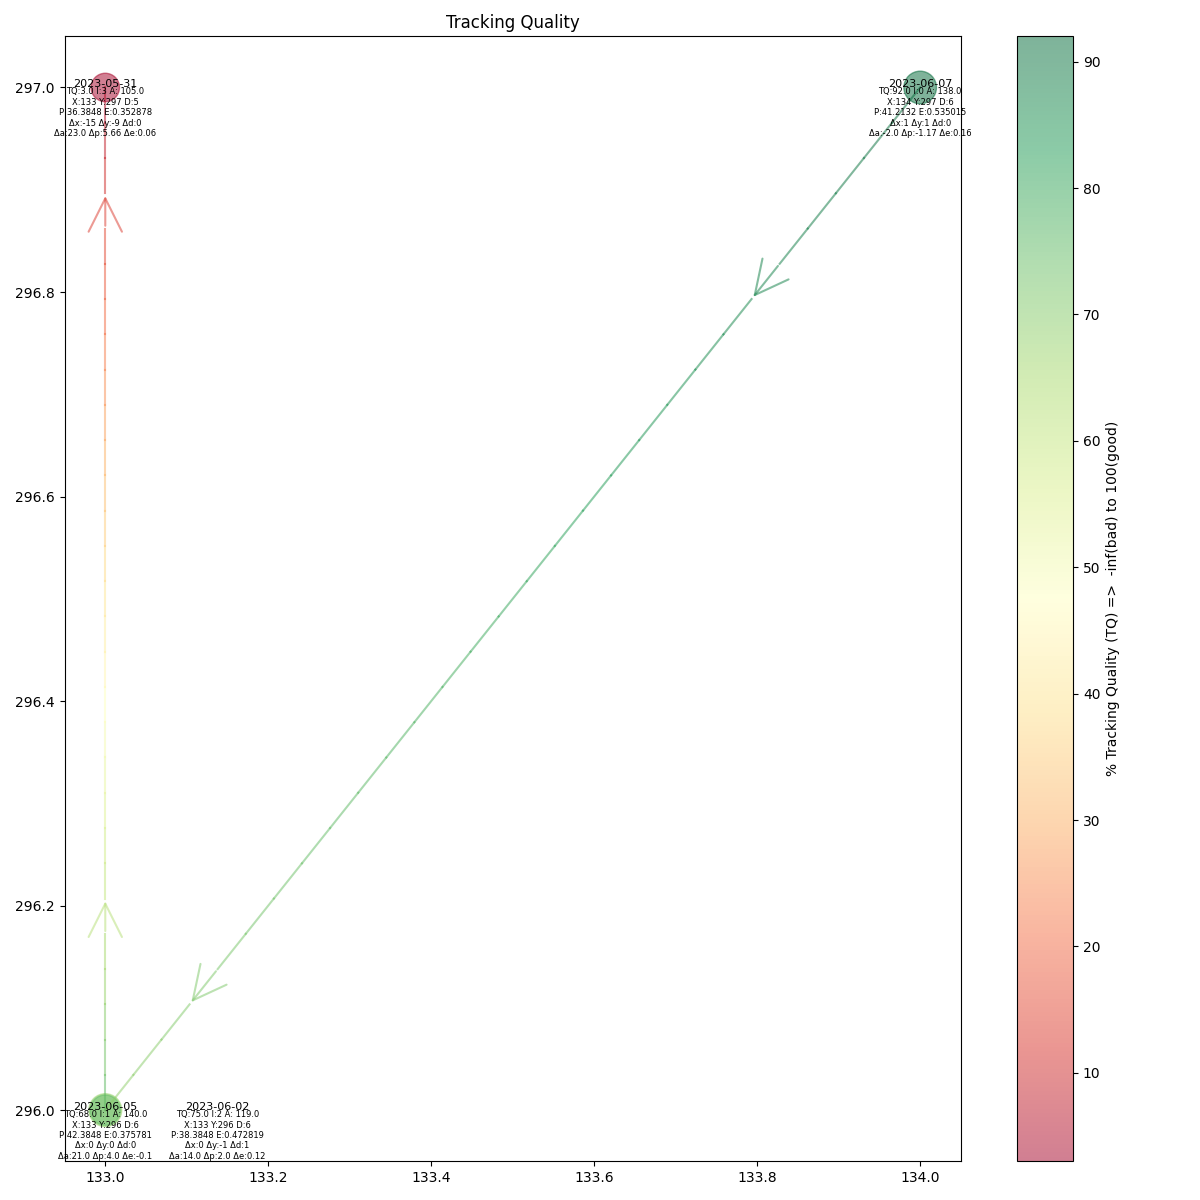 Tracking Quality
297.0
296.8
296.6
296.4
296.2
296.0
2023-05-31
TQ:3.0 I:3 A: 105.0
X:133 Y:297 D:5
P:36.3848 E:0.352878
Δx:-15 Δy:-9 Δd:0
Δa:23.0 Δp:5.66 Δe:0.06
2023-06-07
TQ:92.0 I:0 A: 138.0
X:134 Y:297 D:6
P:41.2132 E:0.535015
Δx:1 Δy:1 Δd:0
Δa:-2.0 Δp:-1.17 Δe:0.16
2023-06-05
TQ:68.0 I:1 A: 140.0
X:133 Y:296 D:6
P:42.3848 E:0.375781
Δx:0 Δy:0 Δd:0
Δa:21.0 Δp:4.0 Δe:-0.1
2023-06-02
TQ:75.0 I:2 A: 119.0
X:133 Y:296 D:6
P:38.3848 E:0.472819
Δx:0 Δy:-1 Δd:1
Δa:14.0 Δp:2.0 Δe:0.12
133.0 133.2 133.4 133.6 133.8 134.0
90
80
70
60
50
40
30
20
10
% Tracking Quality (TQ) => -inf(bad) to 100(good)